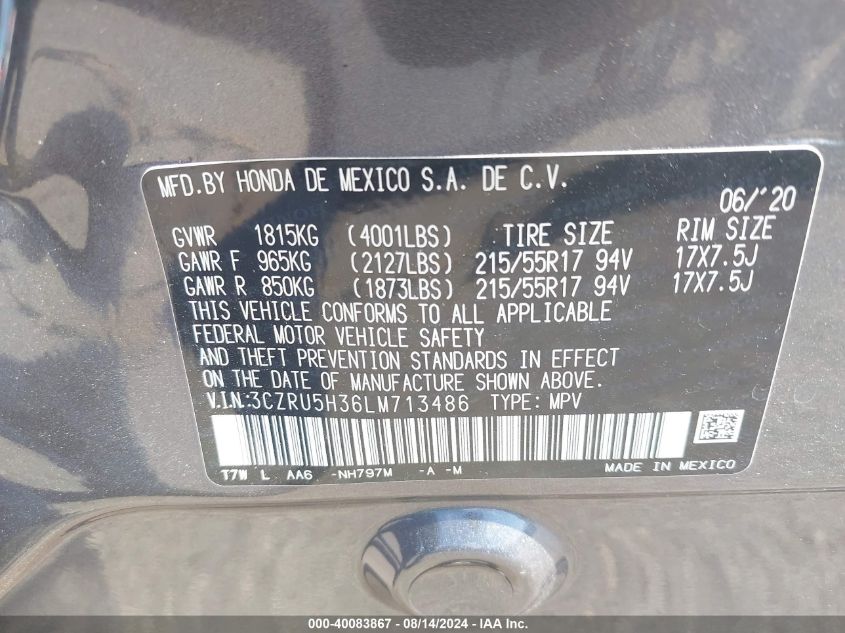 MFD.BY HONDA DE MEXICO S.A. DE C.V.
06/'20
GVWR 1815KG (4001LBS) TIRE SIZE RIM SIZE
GAWR F 965KG (2127LBS) 215/55R17 94V 17X7.5J
GAWR R 850KG (1873LBS) 215/55R17 94V 17X7.5J
THIS VEHICLE CONFORMS TO ALL APPLICABLE
FEDERAL MOTOR VEHICLE SAFETY
AND THEFT PREVENTION STANDARDS IN EFFECT
ON THE DATE OF MANUFACTURE SHOWN ABOVE.
V.I.N.:3CZRU5H36LM713486 TYPE: MPV
T7W L AA6 -NH797M -A -M MADE IN MEXICO
000-40083867 - 08/14/2024 - IAA Inc.